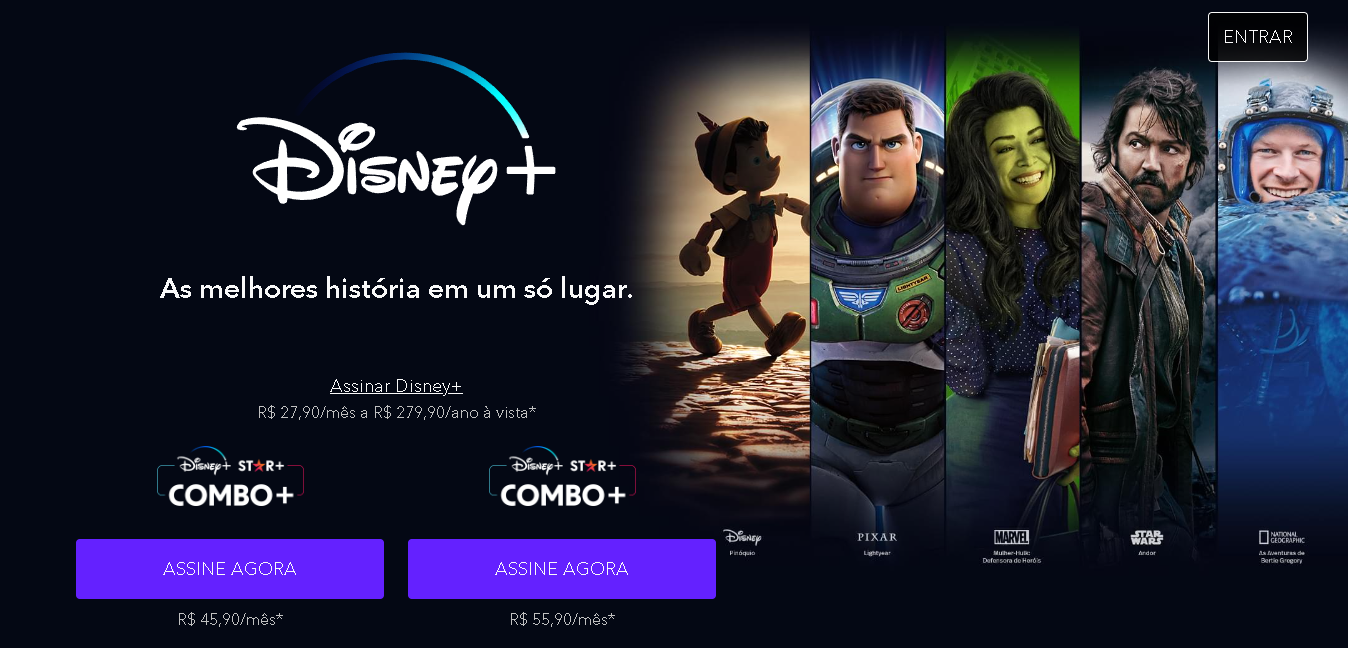 ENTRAR
Disney+
As melhores história em um só lugar.
Assinar Disney+
R$ 27,90/mês a R$ 279,90/ano à vista*
Disney+ STAR+
COMBO+
ASSINE AGORA
R$ 45,90/mês*
Disney+ STAR+
COMBO+
ASSINE AGORA
R$ 55,90/mês*
LIGHTYEAR
Disney
Pinóquio
PIXAR
Lightyear
MARVEL
Mulher-Hulk:
Defensora de Heróis
STAR
WARS
Andor
NATIONAL
GEOGRAPHIC
As Aventuras de
Bertie Gregory